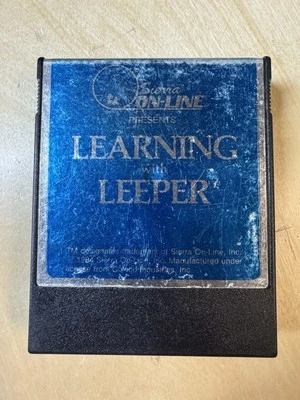 Sierra
ON-LINE
PRESENTS
LEARNING
with
LEEPER
TM designates trademark of Sierra On-Line, Inc.
1984 Sierra On-Line, Inc. Manufactured under
license from Coleco Industries, Inc.